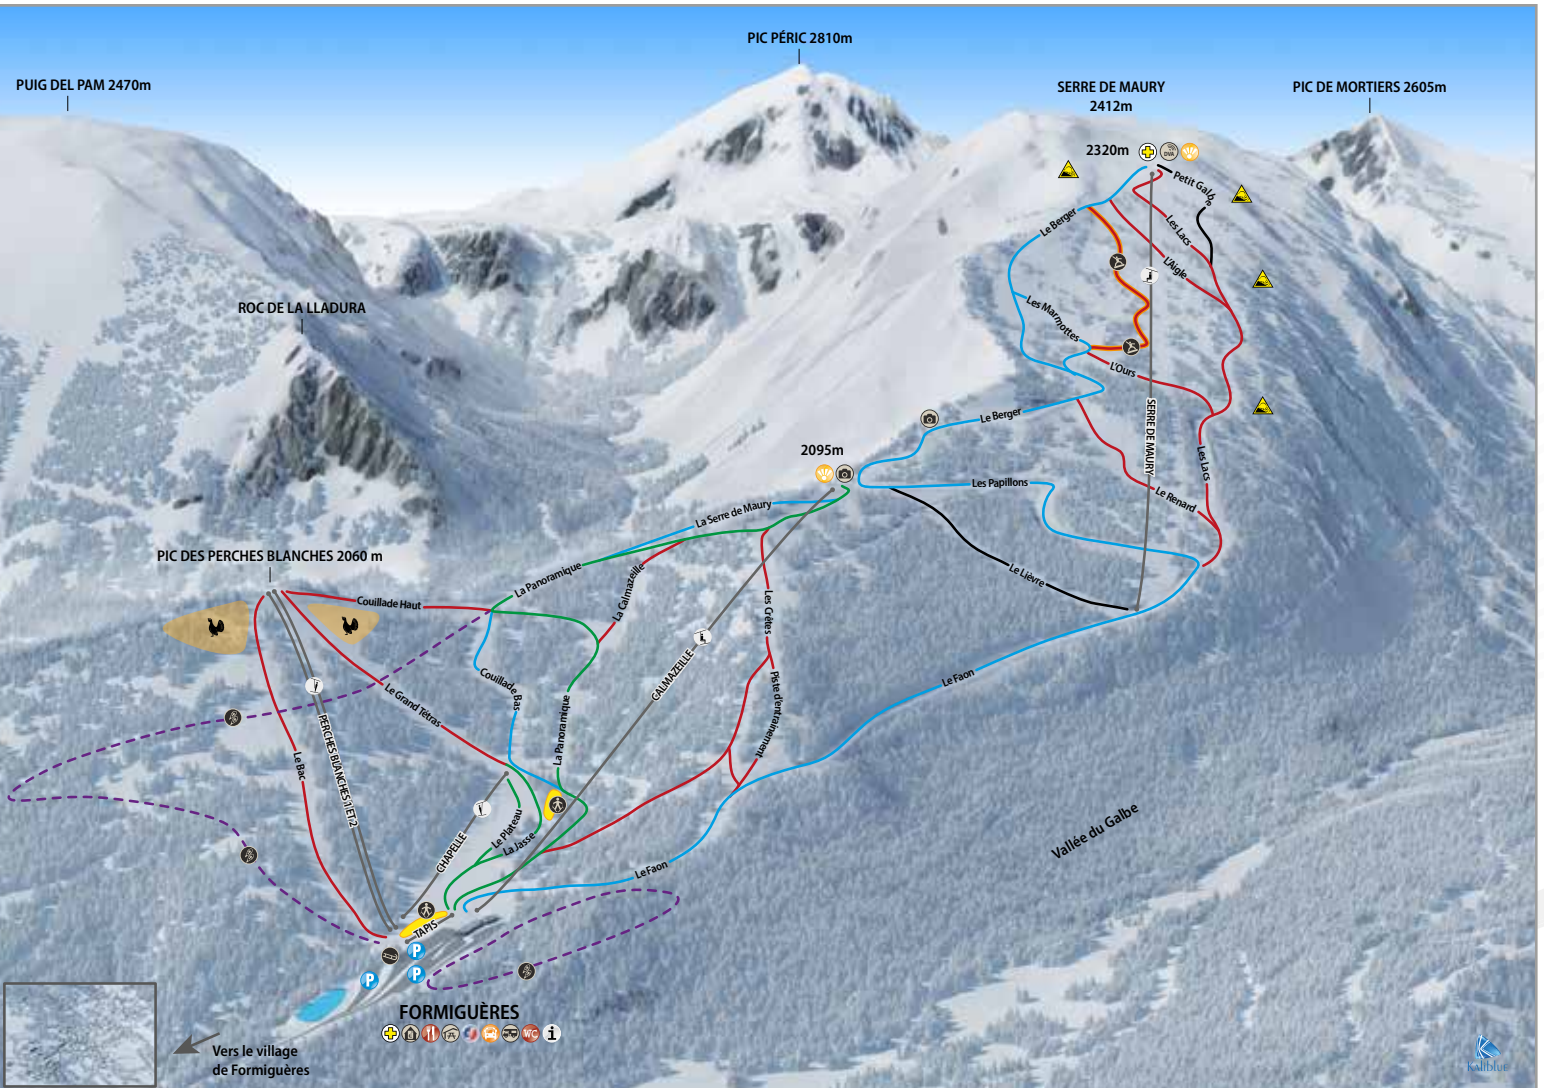 PIC PÉRIC 2810m
PUIG DEL PAM 2470m
SERRE DE MAURY
2412m
PIC DE MORTIERS 2605m
2320m
DVA
Petit Galbe
Le Berger
Les Lacs
L'Aigle
ROC DE LA LLADURA
Les Marmottes
L'Ours
Le Berger
SERRE DE MAURY
2095m
Les Lacs
Les Papillons
Le Renard
La Serre de Maury
PIC DES PERCHES BLANCHES 2060 m
La Panoramique
La Calmazeille
Le Lièvre
Couillade Haut
Les Crêtes
CALMAZEILLE
Couillade Bas
Le Faon
Le Grand Tétras
La Panoramique
Piste d'entrainement
Le Bac
PERCHES BLANCHES 1 ET 2
Le Plateau
La Jasse
CHAPELLE
Vallée du Galbe
Le Faon
TAPIS
P
P
P
FORMIGUÈRES
WC
i
Vers le village
de Formiguères
KALIBLUE